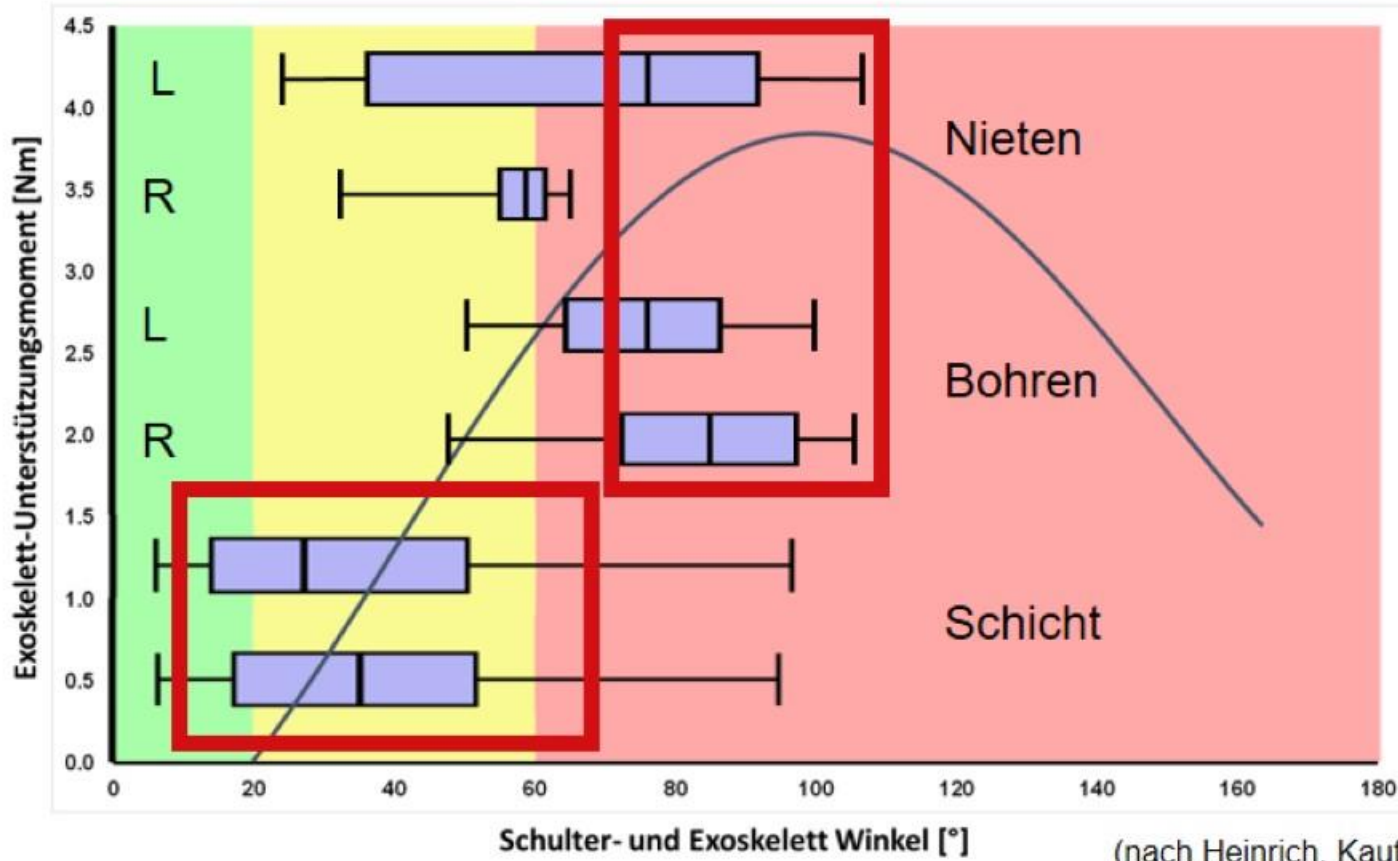 4.5
4.0
3.5
3.0
2.5
2.0
1.5
1.0
0.5
0.0
Exoskelett-Unterstützungsmoment [Nm]
L
R
L
R
Nieten
Bohren
Schicht
0 20 40 60 80 100 120 140 160 180
Schulter- und Exoskelett Winkel [°]
(nach Heinrich, Kauf